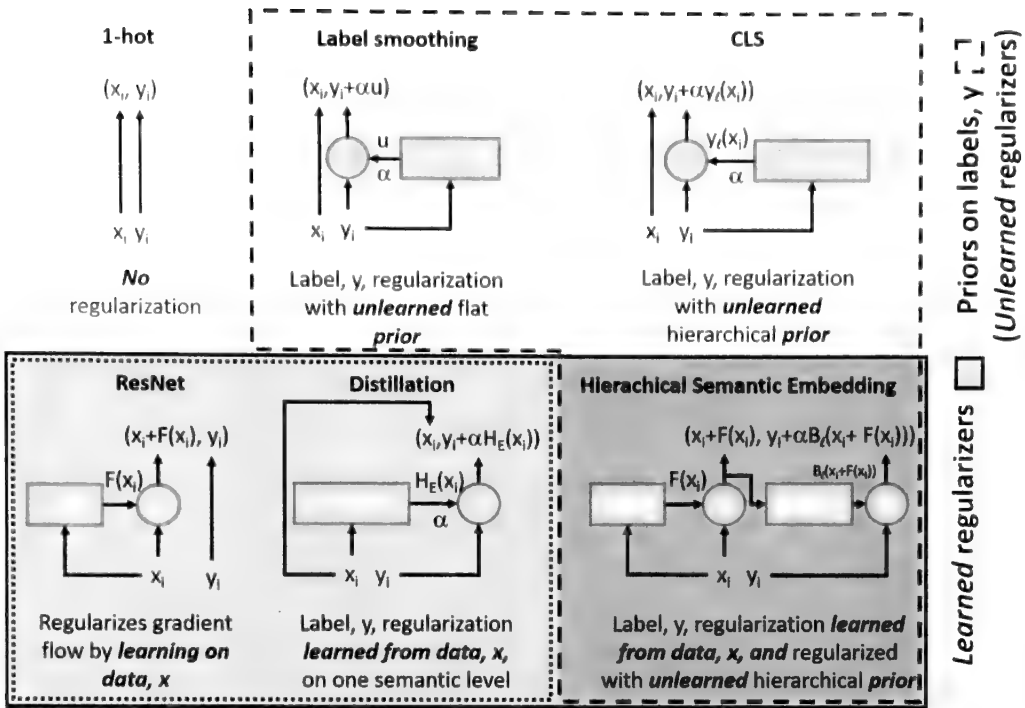 1-hot
(xᵢ, yᵢ)
xᵢ yᵢ
No
regularization
Label smoothing
(xᵢ,yᵢ+αu)
u
α
xᵢ yᵢ
Label, y, regularization
with unlearned flat
prior
CLS
(xᵢ,yᵢ+αyℓ(xᵢ))
yℓ(xᵢ)
α
xᵢ yᵢ
Label, y, regularization
with unlearned
hierarchical prior
ResNet
(xᵢ+F(xᵢ), yᵢ)
F(xᵢ)
xᵢ yᵢ
Regularizes gradient
flow by learning on
data, x
Distillation
(xᵢ,yᵢ+αH_E(xᵢ))
H_E(xᵢ)
α
xᵢ yᵢ
Label, y, regularization
learned from data, x,
on one semantic level
Hierachical Semantic Embedding
(xᵢ+F(xᵢ), yᵢ+αBℓ(xᵢ+ F(xᵢ)))
F(xᵢ)
Bℓ(xᵢ+F(xᵢ))
xᵢ yᵢ
Label, y, regularization learned
from data, x, and regularized
with unlearned hierarchical prior
Priors on labels, y
(Unlearned regularizers)
Learned regularizers